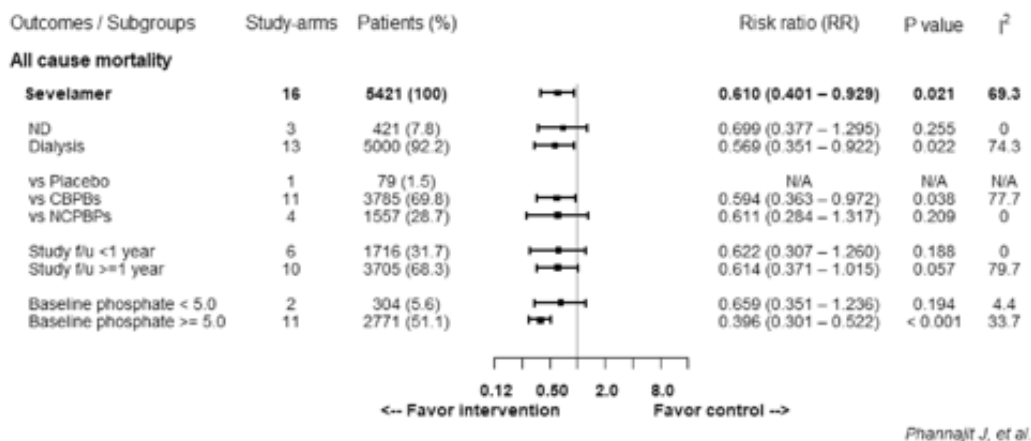 Outcomes / Subgroups Study-arms Patients (%) Risk ratio (RR) P value I²
All cause mortality
Sevelamer 16 5421 (100) 0.610 (0.401 – 0.929) 0.021 69.3
ND 3 421 (7.8) 0.699 (0.377 – 1.295) 0.255 0
Dialysis 13 5000 (92.2) 0.569 (0.351 – 0.922) 0.022 74.3
vs Placebo 1 79 (1.5) N/A N/A N/A
vs CBPBs 11 3785 (69.8) 0.594 (0.363 – 0.972) 0.038 77.7
vs NCPBPs 4 1557 (28.7) 0.611 (0.284 – 1.317) 0.209 0
Study f/u <1 year 6 1716 (31.7) 0.622 (0.307 – 1.260) 0.188 0
Study f/u >=1 year 10 3705 (68.3) 0.614 (0.371 – 1.015) 0.057 79.7
Baseline phosphate < 5.0 2 304 (5.6) 0.659 (0.351 – 1.236) 0.194 4.4
Baseline phosphate >= 5.0 11 2771 (51.1) 0.396 (0.301 – 0.522) < 0.001 33.7
0.12 0.50 2.0 8.0
<-- Favor intervention Favor control -->
Phannajit J, et al.